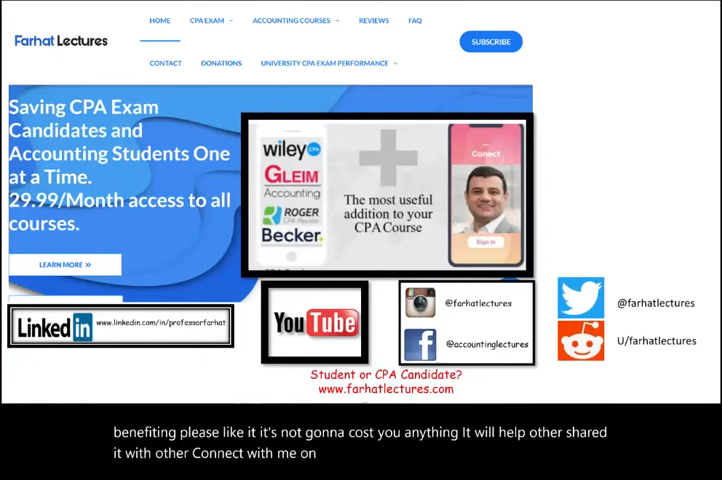 HOME
CPA EXAM
ACCOUNTING COURSES
REVIEWS
FAQ
Farhat Lectures
SUBSCRIBE
CONTACT
DONATIONS
UNIVERSITY CPA EXAM PERFORMANCE
Saving CPA Exam
Candidates and
Accounting Students One
at a Time.
29.99/Month access to all
courses.
LEARN MORE »
wiley CPA
GLEIM
Accounting
ROGER
CPA Review
Becker.
The most useful
addition to your
CPA Course
Conect
Sign in
Linked in
www.linkedin.com/in/professorfarhat
YouTube
@farhatlectures
@accountinglectures
@farhatlectures
U/farhatlectures
Student or CPA Candidate?
www.farhatlectures.com
benefiting please like it it's not gonna cost you anything It will help other shared
it with other Connect with me on